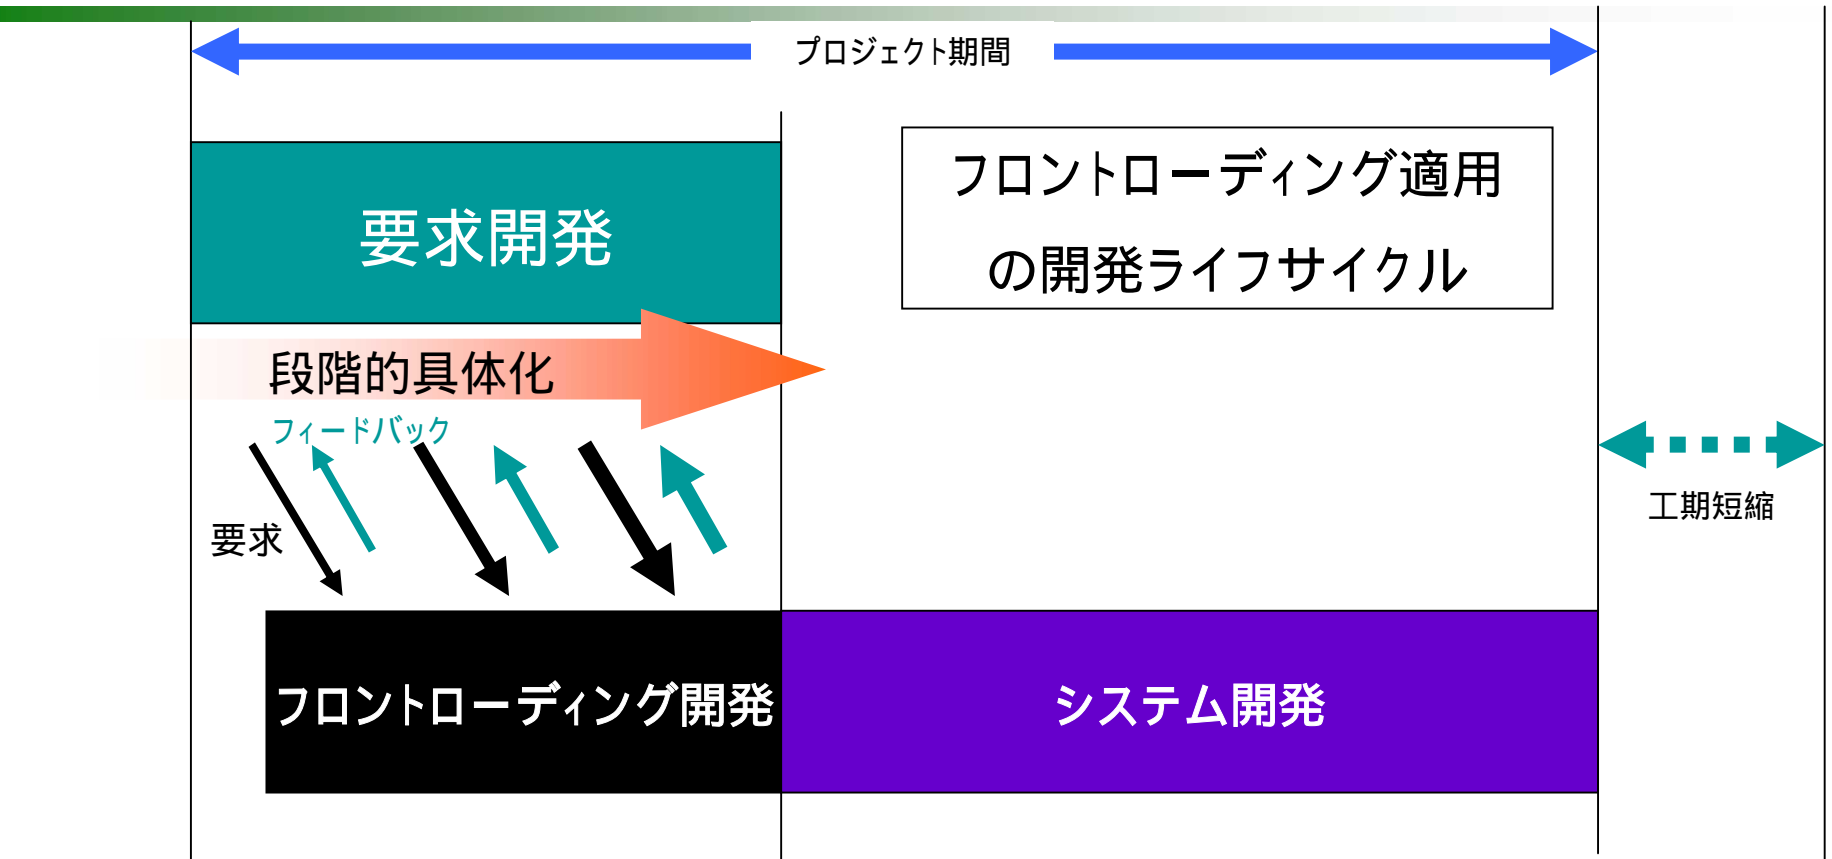 プロジェクト期間
要求開発
フロントローディング適用
の開発ライフサイクル
段階的具体化
フィードバック
要求
工期短縮
フロントローディング開発
システム開発